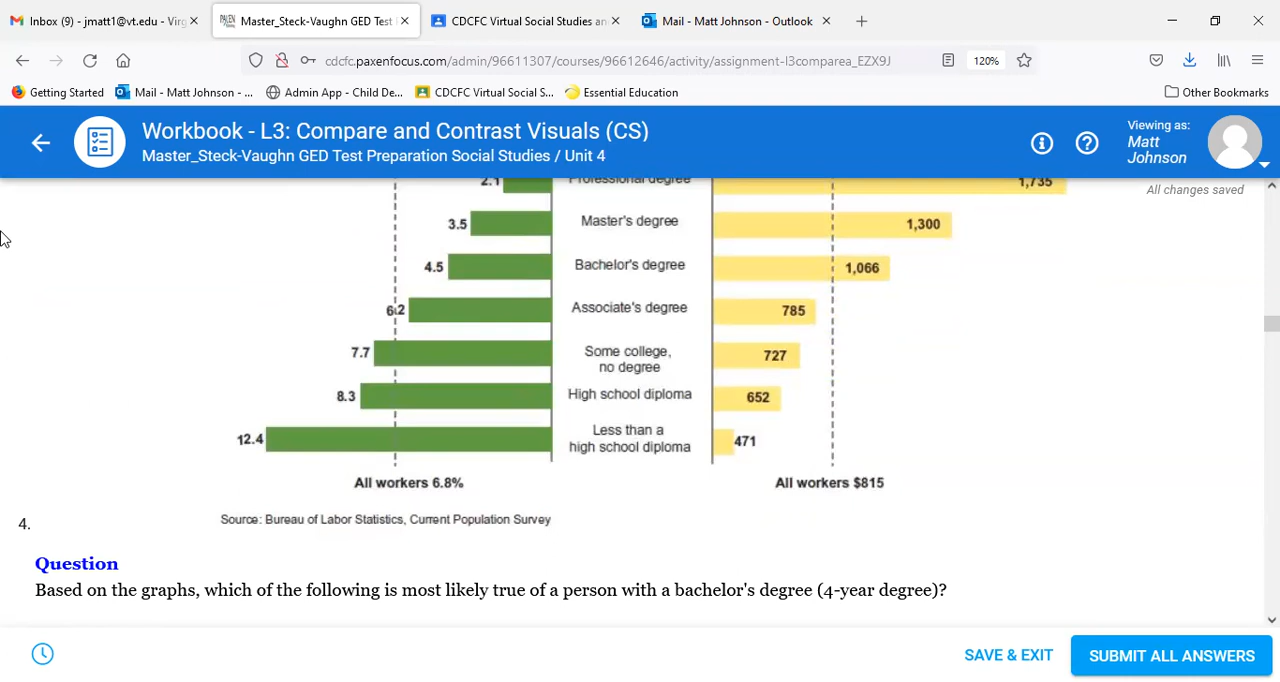 Inbox (9) - jmatt1@vt.edu - Virg
Master_Steck-Vaughn GED Test
CDCFC Virtual Social Studies an
Mail - Matt Johnson - Outlook
cdcfc.paxenfocus.com/admin/96611307/courses/96612646/activity/assignment-l3comparea_EZX9J
120%
Getting Started
Mail - Matt Johnson - ...
Admin App - Child De...
CDCFC Virtual Social S...
Essential Education
Other Bookmarks
Workbook - L3: Compare and Contrast Visuals (CS)
Master_Steck-Vaughn GED Test Preparation Social Studies / Unit 4
Viewing as:
Matt
Johnson
All changes saved
2.1 Professional degree 1,735
3.5 Master's degree 1,300
4.5 Bachelor's degree 1,066
6.2 Associate's degree 785
7.7 Some college, 727
no degree
8.3 High school diploma 652
12.4 Less than a 471
high school diploma
All workers 6.8% All workers $815
Source: Bureau of Labor Statistics, Current Population Survey
4.
Question
Based on the graphs, which of the following is most likely true of a person with a bachelor's degree (4-year degree)?
SAVE & EXIT
SUBMIT ALL ANSWERS